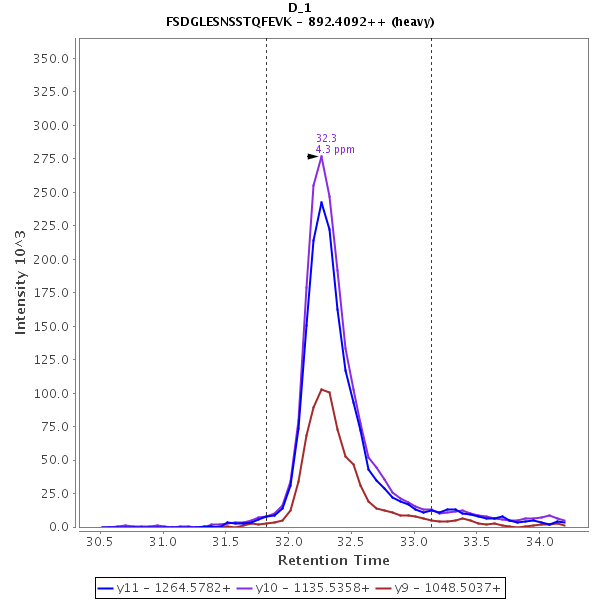 D_1
FSDGLESNSSTQFEVK - 892.4092++ (heavy)
350.0
325.0
300.0
275.0
250.0
225.0
200.0
175.0
150.0
125.0
100.0
75.0
50.0
25.0
0.0
Intensity 10^3
32.3
4.3 ppm
30.5 31.0 31.5 32.0 32.5 33.0 33.5 34.0
Retention Time
y11 - 1264.5782+ y10 - 1135.5358+ y9 - 1048.5037+